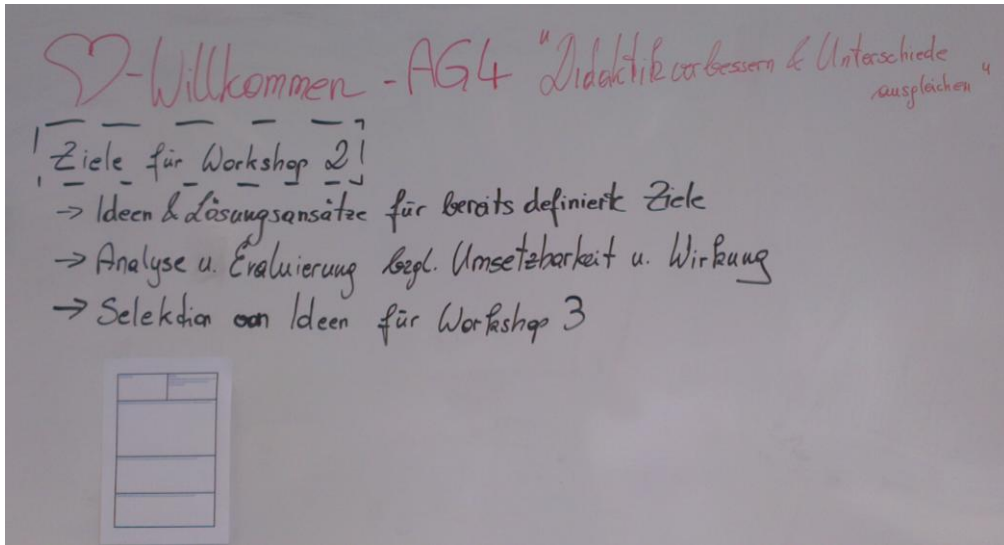 ♡-Willkommen - AG4 "Didaktik verbessern & Unterschiede
ausgleichen"
Ziele für Workshop 2!
→ Ideen & Lösungsansätze für bereits definierte Ziele
→ Analyse u. Evaluierung bzgl. Umsetzbarkeit u. Wirkung
→ Selektion von Ideen für Workshop 3